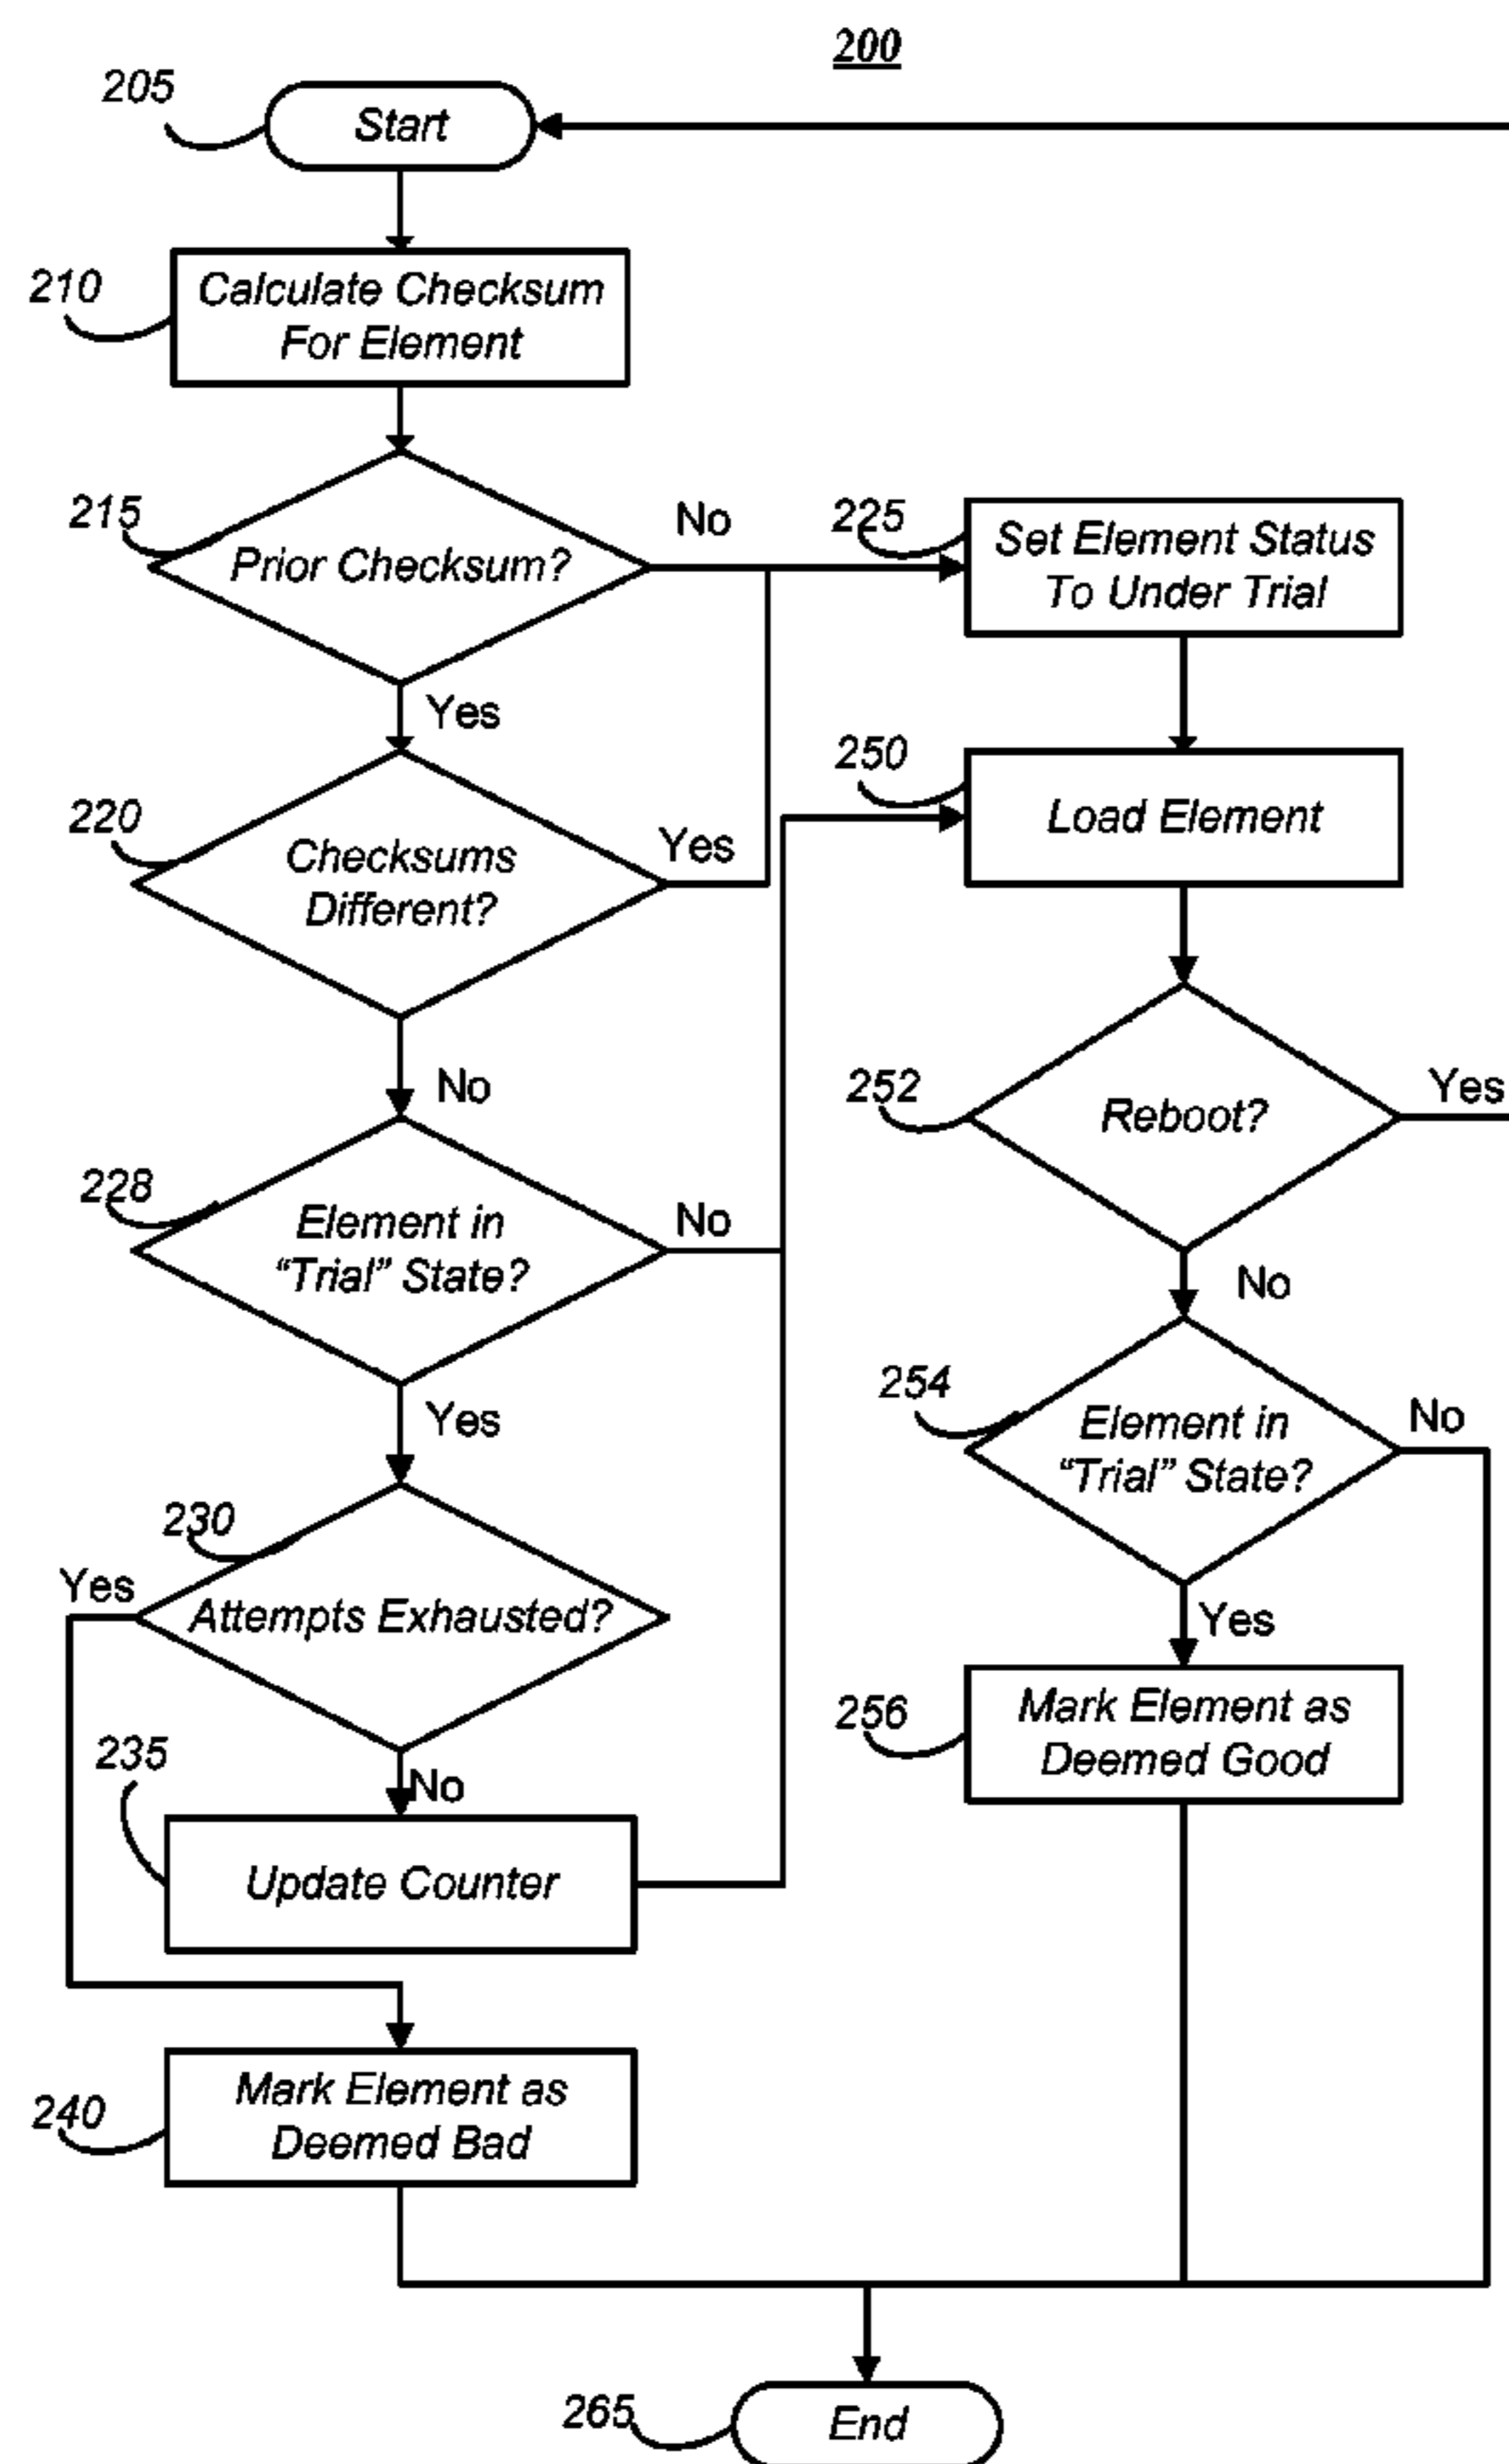 200
205
Start
210
Calculate Checksum
For Element
215
Prior Checksum?
No
Yes
225
Set Element Status
To Under Trial
220
Checksums
Different?
Yes
No
250
Load Element
252
Reboot?
Yes
No
228
Element in
“Trial” State?
No
Yes
254
Element in
“Trial” State?
No
Yes
230
Attempts Exhausted?
Yes
No
235
Update Counter
256
Mark Element as
Deemed Good
240
Mark Element as
Deemed Bad
265
End